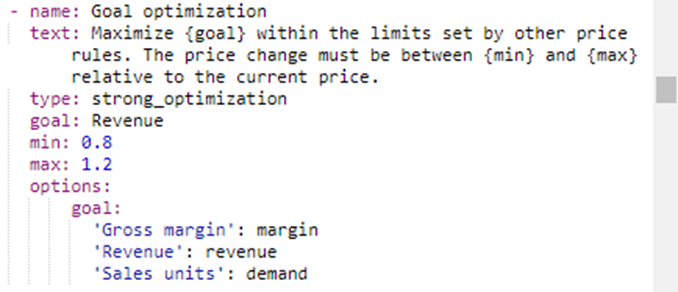 - name: Goal optimization
text: Maximize {goal} within the limits set by other price
rules. The price change must be between {min} and {max}
relative to the current price.
type: strong_optimization
goal: Revenue
min: 0.8
max: 1.2
options:
goal:
'Gross margin': margin
'Revenue': revenue
'Sales units': demand